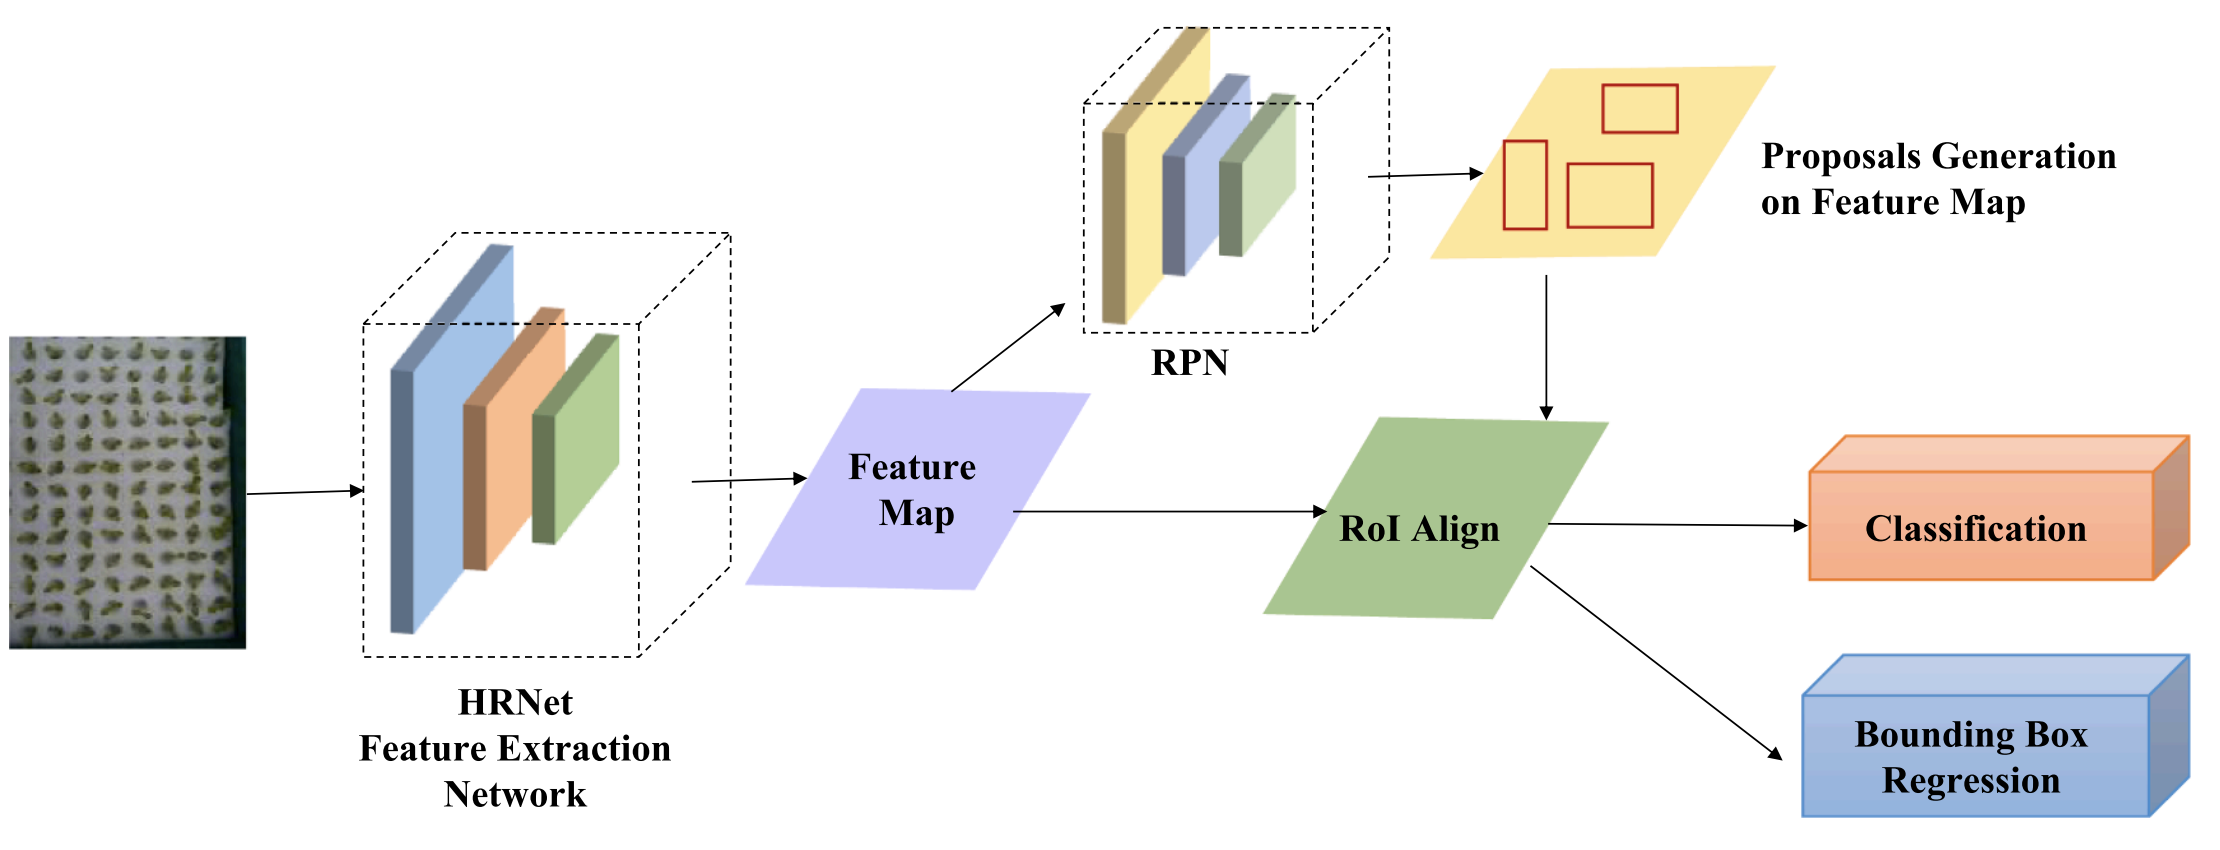 Proposals Generation
on Feature Map
RPN
Feature
Map
RoI Align
Classification
HRNet
Feature Extraction
Network
Bounding Box
Regression